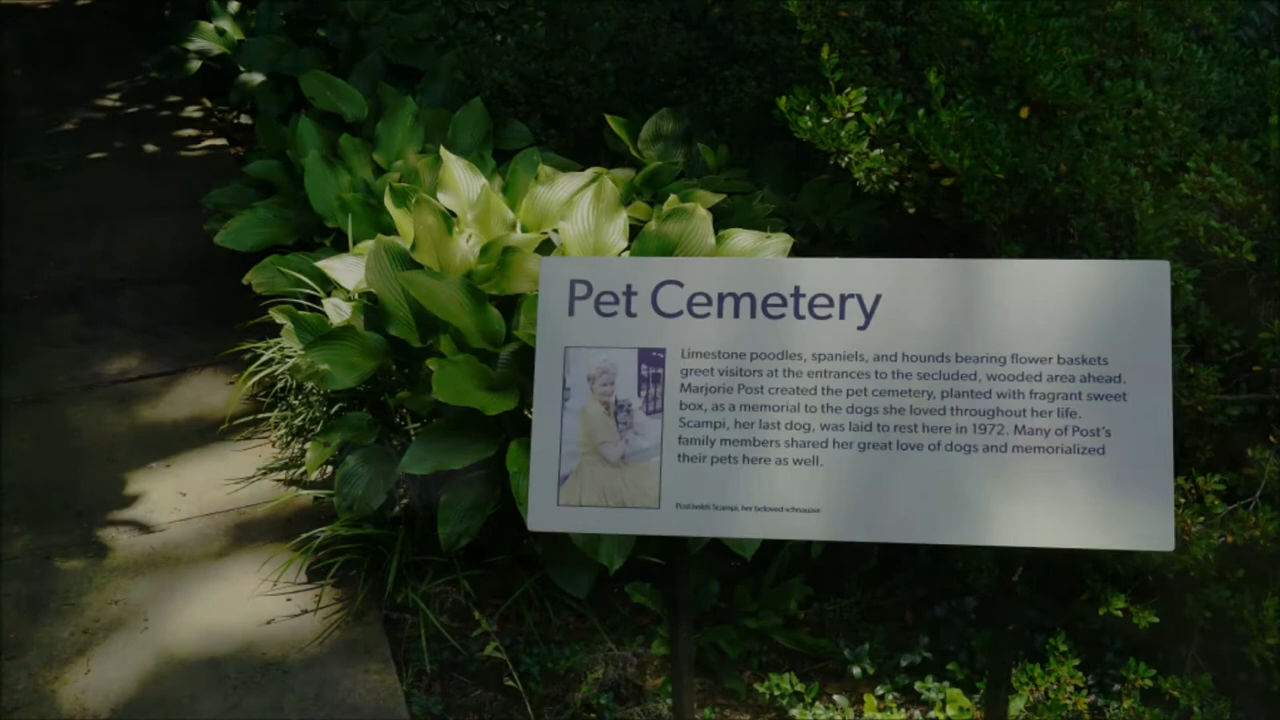 Pet Cemetery
Limestone poodles, spaniels, and hounds bearing flower baskets
greet visitors at the entrances to the secluded, wooded area ahead.
Marjorie Post created the pet cemetery, planted with fragrant sweet
box, as a memorial to the dogs she loved throughout her life.
Scampi, her last dog, was laid to rest here in 1972. Many of Post's
family members shared her great love of dogs and memorialized
their pets here as well.
Post holds Scampi, her beloved schnauzer.